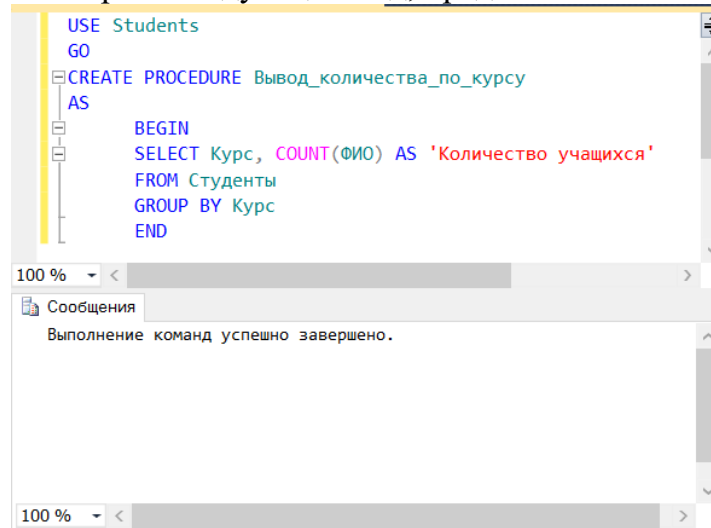 USE Students
GO
CREATE PROCEDURE Вывод_количества_по_курсу
AS
BEGIN
SELECT Курс, COUNT(ФИО) AS 'Количество учащихся'
FROM Студенты
GROUP BY Курс
END
100 %
Сообщения
Выполнение команд успешно завершено.
100 %